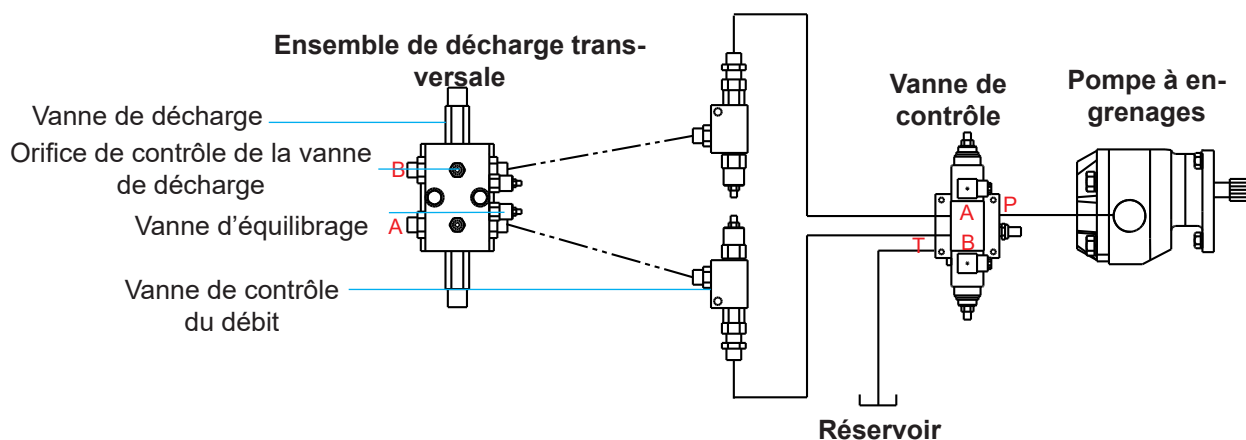 Ensemble de décharge trans-
versale
Vanne de décharge
Orifice de contrôle de la vanne
de décharge
Vanne d’équilibrage
Vanne de contrôle
du débit
B
A
Vanne de
contrôle
A
B
P
T
Pompe à en-
grenages
Réservoir